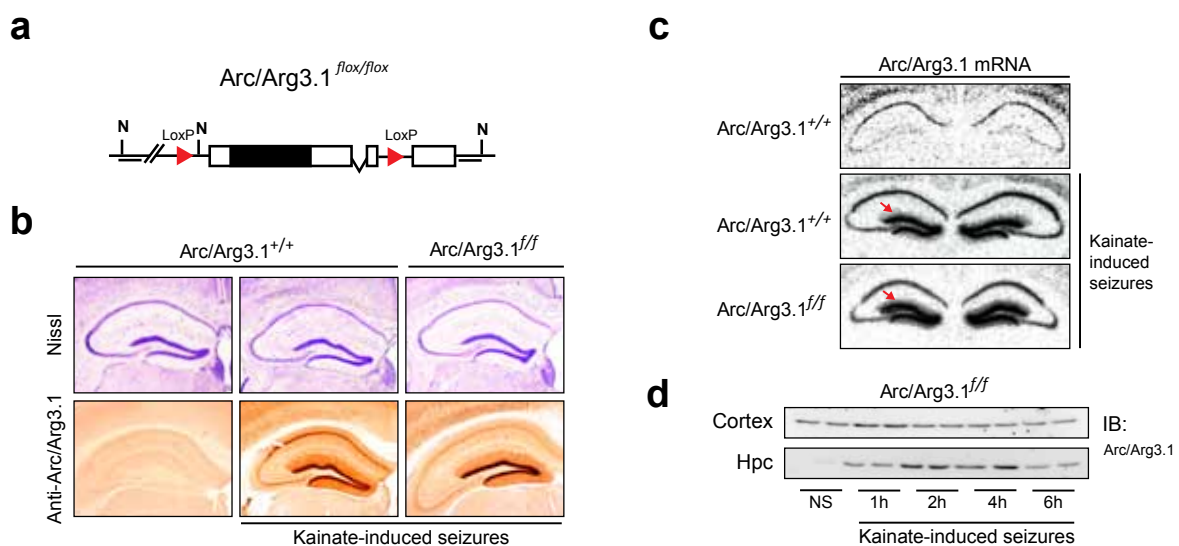 a
Arc/Arg3.1 flox/flox
N LoxP N LoxP N
b
Arc/Arg3.1+/+ Arc/Arg3.1f/f
Nissl
Anti-Arc/Arg3.1
Kainate-induced seizures
c
Arc/Arg3.1 mRNA
Arc/Arg3.1+/+
Arc/Arg3.1+/+
Arc/Arg3.1f/f
Kainate-
induced
seizures
d
Arc/Arg3.1f/f
Cortex
Hpc
IB:
Arc/Arg3.1
NS 1h 2h 4h 6h
Kainate-induced seizures